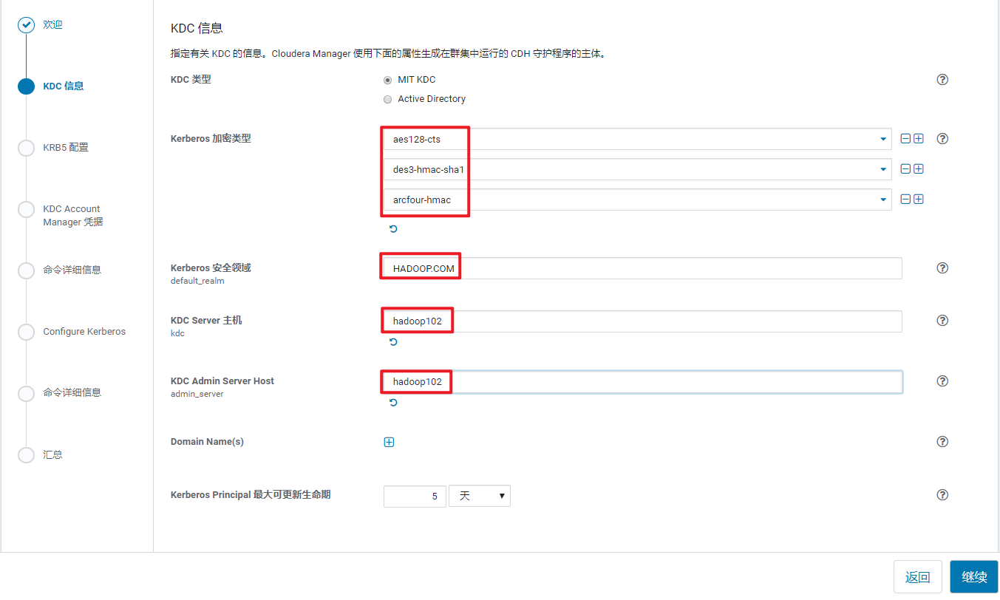 欢迎
KDC 信息
KRB5 配置
KDC Account
Manager 凭据
命令详细信息
Configure Kerberos
命令详细信息
汇总
KDC 信息
指定有关 KDC 的信息。Cloudera Manager 使用下面的属性生成在群集中运行的 CDH 守护程序的主体。
KDC 类型
MIT KDC
Active Directory
Kerberos 加密类型
aes128-cts
des3-hmac-sha1
arcfour-hmac
Kerberos 安全领域
default_realm
HADOOP.COM
KDC Server 主机
kdc
hadoop102
KDC Admin Server Host
admin_server
hadoop102
Domain Name(s)
Kerberos Principal 最大可更新生命期
5
天
返回
继续